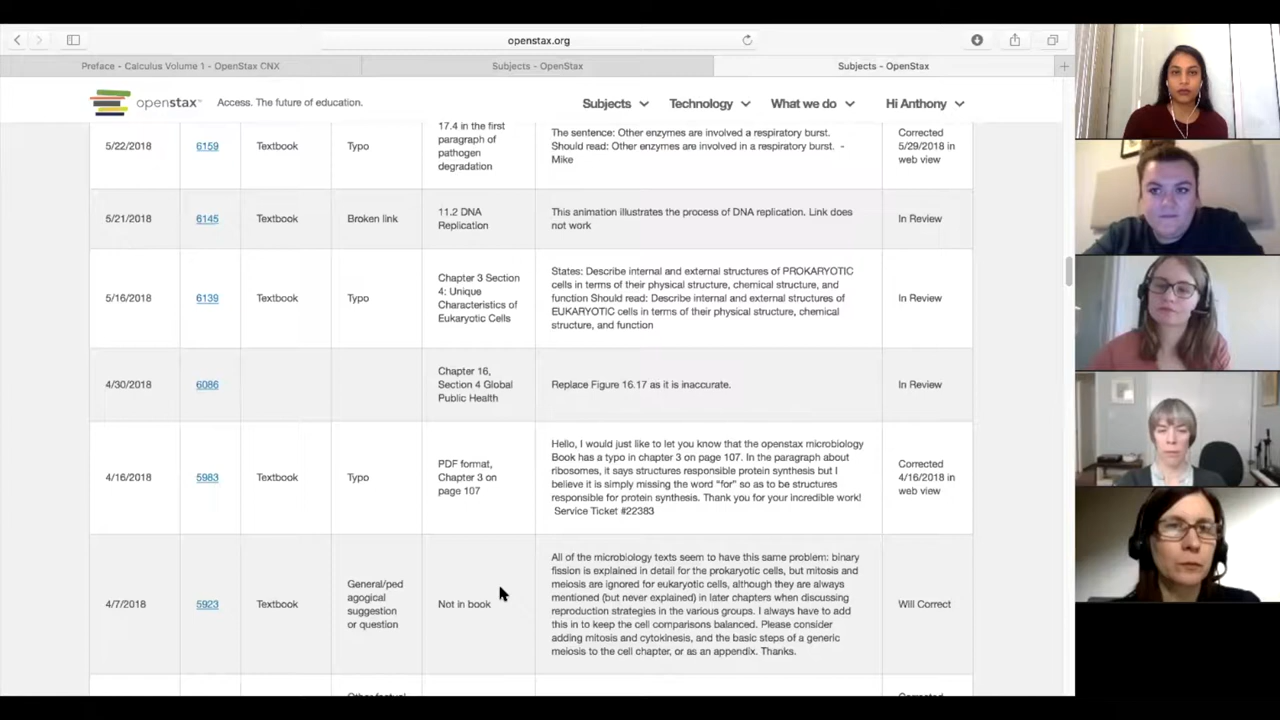 openstax.org
Preface - Calculus Volume 1 - OpenStax CNX
Subjects - OpenStax
Subjects - OpenStax
openstax™
Access. The future of education.
Subjects
Technology
What we do
Hi Anthony
5/22/2018
6159
Textbook
Typo
17.4 in the first
paragraph of
pathogen
degradation
The sentence: Other enzymes are involved a respiratory burst.
Should read: Other enzymes are involved in a respiratory burst. -
Mike
Corrected
5/29/2018 in
web view
5/21/2018
6145
Textbook
Broken link
11.2 DNA
Replication
This animation illustrates the process of DNA replication. Link does
not work
In Review
5/16/2018
6139
Textbook
Typo
Chapter 3 Section
4: Unique
Characteristics of
Eukaryotic Cells
States: Describe internal and external structures of PROKARYOTIC
cells in terms of their physical structure, chemical structure, and
function Should read: Describe internal and external structures of
EUKARYOTIC cells in terms of their physical structure, chemical
structure, and function
In Review
4/30/2018
6086
Chapter 16,
Section 4 Global
Public Health
Replace Figure 16.17 as it is inaccurate.
In Review
4/16/2018
5983
Textbook
Typo
PDF format,
Chapter 3 on
page 107
Hello, I would just like to let you know that the openstax microbiology
Book has a typo in chapter 3 on page 107. In the paragraph about
ribosomes, it says structures responsible protein synthesis but I
believe it is simply missing the word "for" so as to be structures
responsible for protein synthesis. Thank you for your incredible work!
Service Ticket #22383
Corrected
4/16/2018 in
web view
4/7/2018
5923
Textbook
General/ped
agogical
suggestion
or question
Not in book
All of the microbiology texts seem to have this same problem: binary
fission is explained in detail for the prokaryotic cells, but mitosis and
meiosis are ignored for eukaryotic cells, although they are always
mentioned (but never explained) in later chapters when discussing
reproduction strategies in the various groups. I always have to add
this in to keep the cell comparisons balanced. Please consider
adding mitosis and cytokinesis, and the basic steps of a generic
meiosis to the cell chapter, or as an appendix. Thanks.
Will Correct